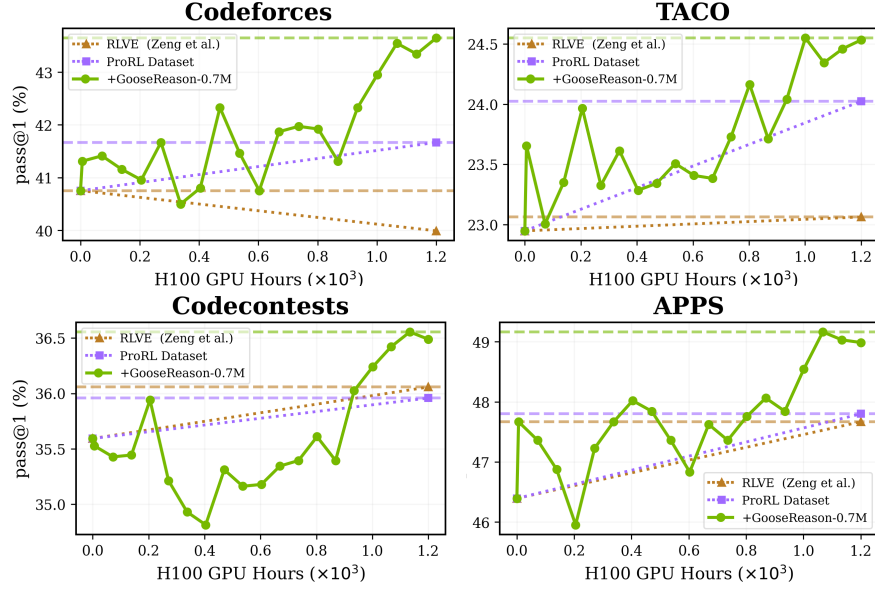 Codeforces
RLVE (Zeng et al.)
ProRL Dataset
+GooseReason-0.7M
pass@1 (%)
43
42
41
40
0.0 0.2 0.4 0.6 0.8 1.0 1.2
H100 GPU Hours (×10³)
TACO
RLVE (Zeng et al.)
ProRL Dataset
+GooseReason-0.7M
24.5
24.0
23.5
23.0
0.0 0.2 0.4 0.6 0.8 1.0 1.2
H100 GPU Hours (×10³)
Codecontests
RLVE (Zeng et al.)
ProRL Dataset
+GooseReason-0.7M
pass@1 (%)
36.5
36.0
35.5
35.0
0.0 0.2 0.4 0.6 0.8 1.0 1.2
H100 GPU Hours (×10³)
APPS
49
48
47
46
RLVE (Zeng et al.)
ProRL Dataset
+GooseReason-0.7M
0.0 0.2 0.4 0.6 0.8 1.0 1.2
H100 GPU Hours (×10³)